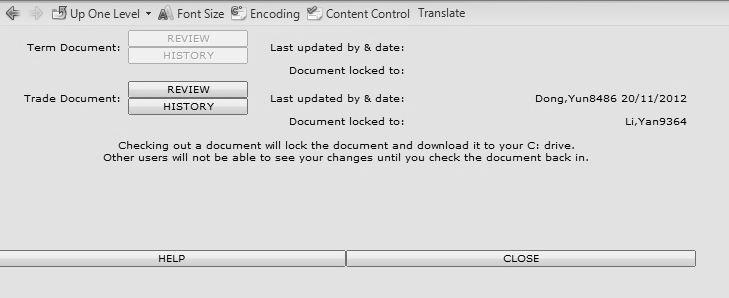 Up One Level Font Size Encoding Content Control Translate
Term Document: REVIEW Last updated by & date:
HISTORY
Document locked to:
Trade Document: REVIEW Last updated by & date: Dong,Yun8486 20/11/2012
HISTORY
Document locked to: Li,Yan9364
Checking out a document will lock the document and download it to your C: drive.
Other users will not be able to see your changes until you check the document back in.
HELP CLOSE